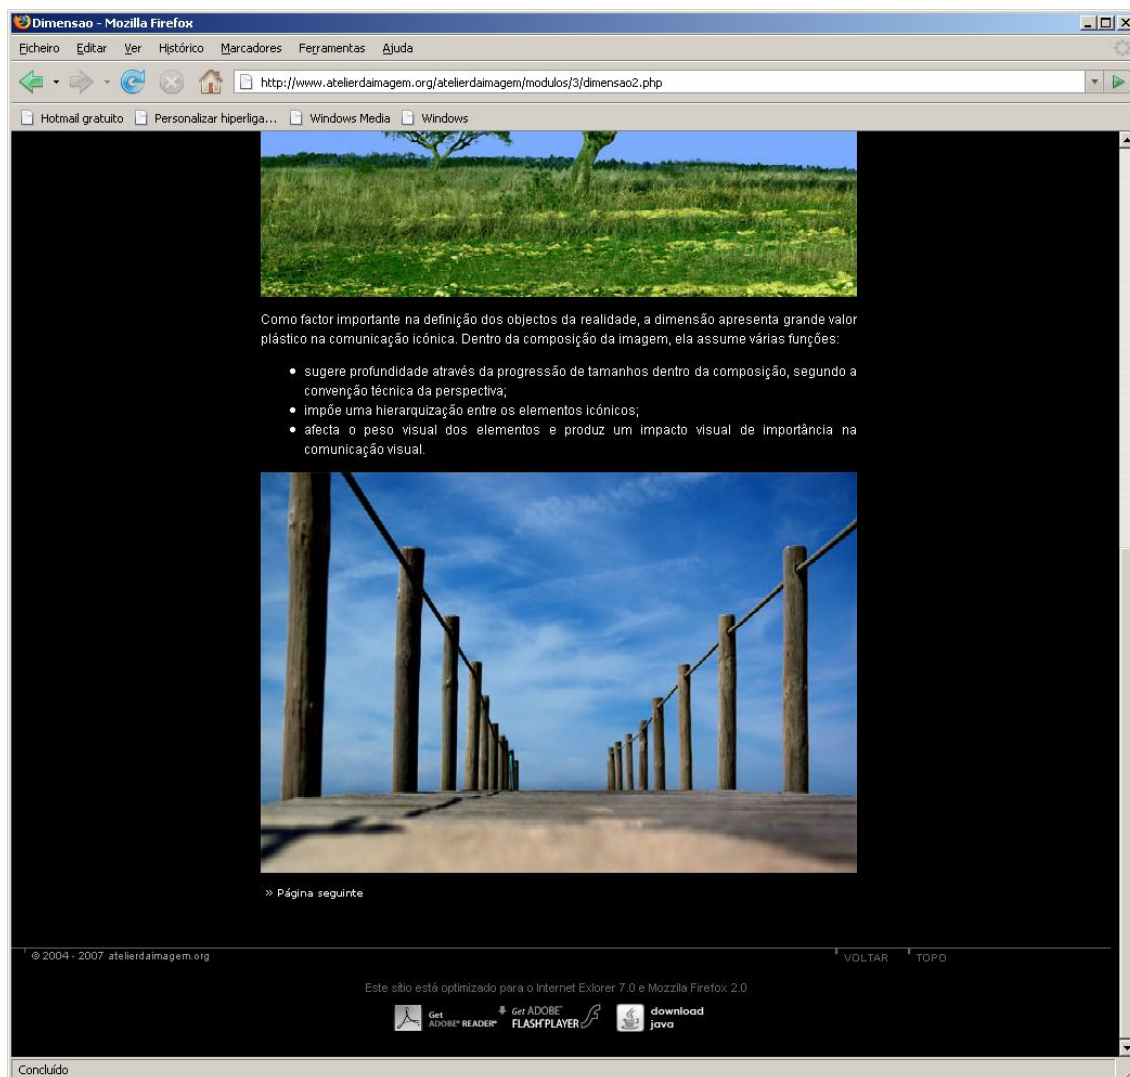 Dimensao - Mozilla Firefox
Ficheiro Editar Ver Histórico Marcadores Ferramentas Ajuda
http://www.atelierdaimagem.org/atelierdaimagem/modulos/3/dimensao2.php
Hotmail gratuito Personalizar hiperliga... Windows Media Windows
Como factor importante na definição dos objectos da realidade, a dimensão apresenta grande valor
plástico na comunicação icónica. Dentro da composição da imagem, ela assume várias funções:
• sugere profundidade através da progressão de tamanhos dentro da composição, segundo a
convenção técnica da perspectiva;
• impõe uma hierarquização entre os elementos icónicos;
• afecta o peso visual dos elementos e produz um impacto visual de importância na
comunicação visual.
» Página seguinte
© 2004 - 2007 atelierdaimagem.org VOLTAR TOPO
Este sítio está optimizado para o Internet Exlorer 7.0 e Mozzila Firefox 2.0
Get ADOBE® READER® Get ADOBE® FLASH® PLAYER download java
Concluído